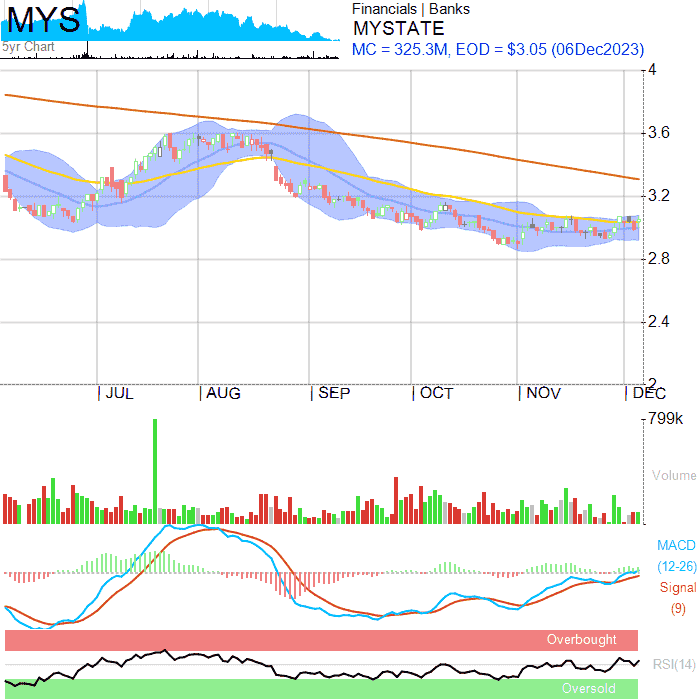 MYS
5yr Chart
Financials | Banks
MYSTATE
MC = 325.3M, EOD = $3.05 (06Dec2023)
4
3.6
3.2
2.8
2.4
2
JUL AUG SEP OCT NOV DEC
799k
Volume
MACD
(12-26)
Signal
(9)
Overbought
RSI(14)
Oversold